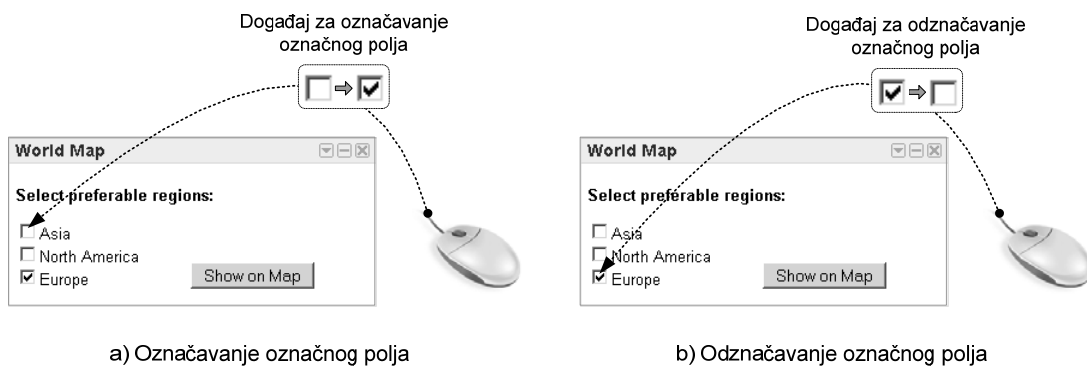 Događaj za označavanje
označnog polja
World Map
Select preferable regions:
Asia
North America
Europe
Show on Map
a) Označavanje označnog polja
Događaj za odznačavanje
označnog polja
World Map
Select preferable regions:
Asia
North America
Europe
Show on Map
b) Odznačavanje označnog polja